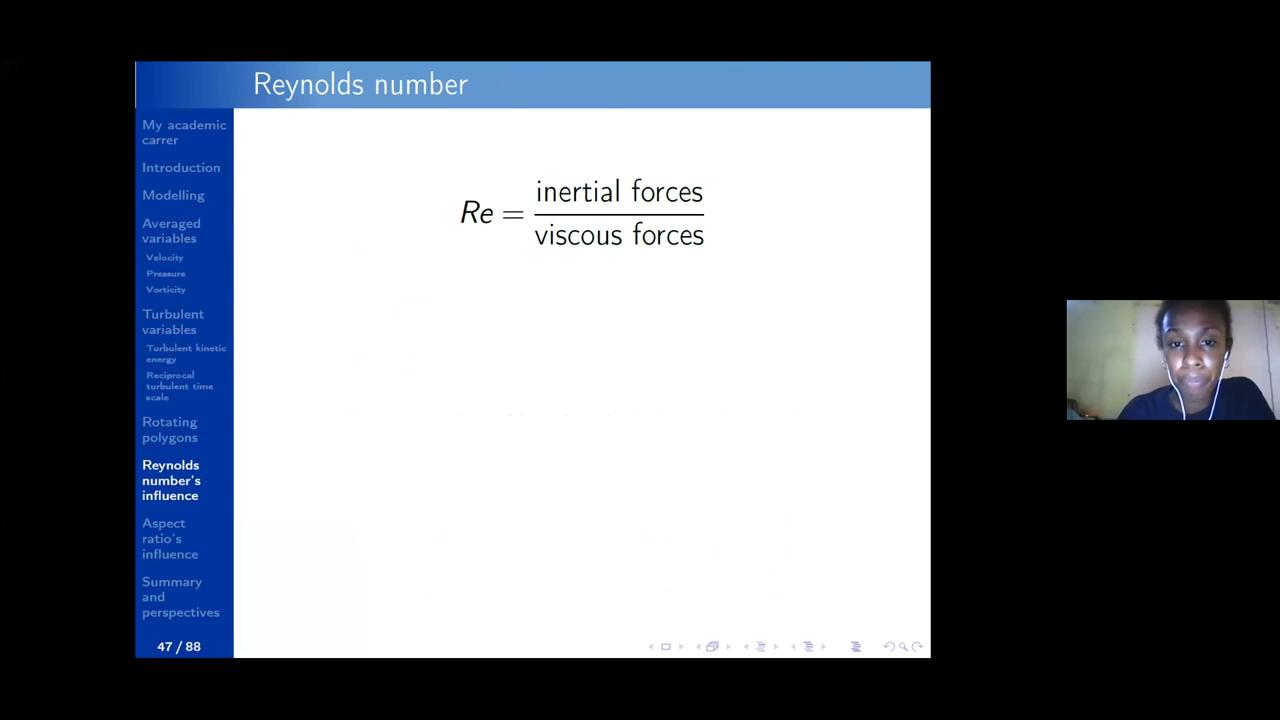 Reynolds number
My academic
carrer
Introduction
Modelling
Averaged
variables
Velocity
Pressure
Vorticity
Turbulent
variables
Turbulent kinetic
energy
Reciprocal
turbulent time
scale
Rotating
polygons
Reynolds
number's
influence
Aspect
ratio's
influence
Summary
and
perspectives
47 / 88
Re = inertial forces
viscous forces